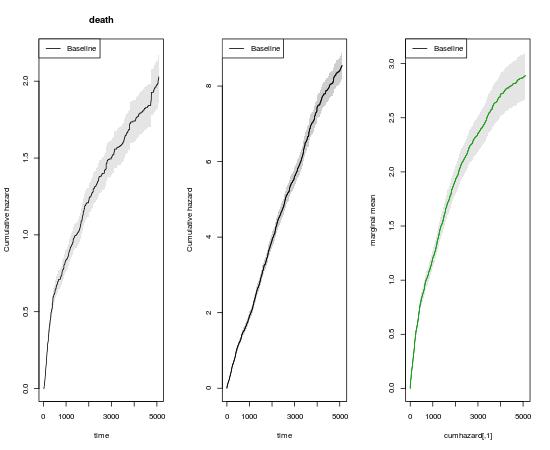 death
Baseline
Cumulative hazard
2.0
1.5
1.0
0.5
0.0
0 1000 3000 5000
time
Baseline
Cumulative hazard
8
6
4
2
0
0 1000 3000 5000
time
Baseline
marginal mean
3.0
2.5
2.0
1.5
1.0
0.5
0.0
0 1000 3000 5000
cumhazard[,1]